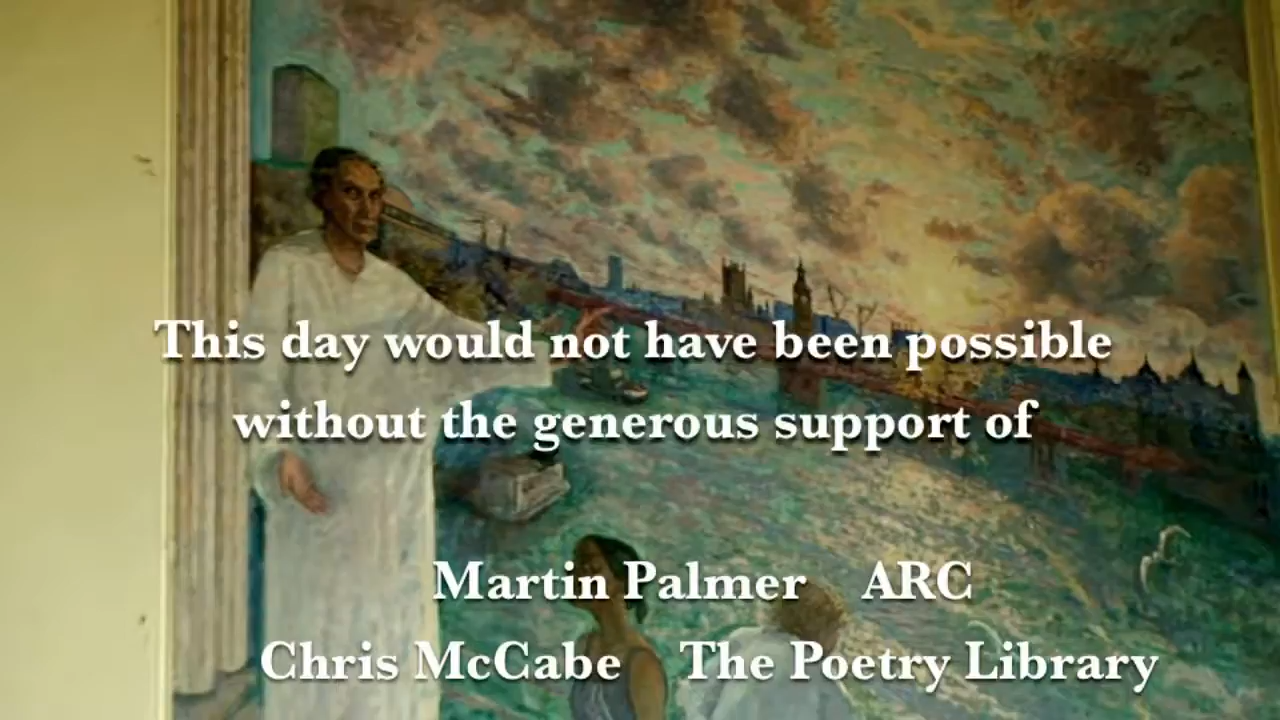 This day would not have been possible
without the generous support of
Martin Palmer ARC
Chris McCabe The Poetry Library